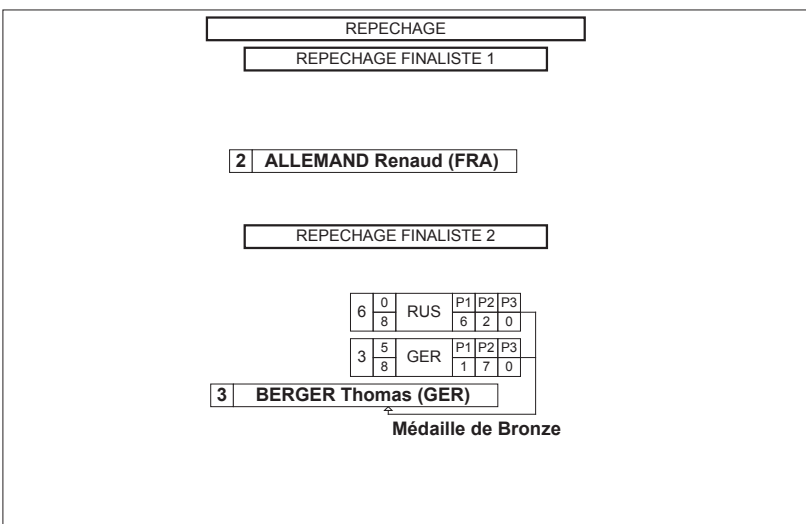 REPECHAGE
REPECHAGE FINALISTE 1
2 ALLEMAND Renaud (FRA)
REPECHAGE FINALISTE 2
6 0 RUS P1 P2 P3
8 6 2 0
3 5 GER P1 P2 P3
8 1 7 0
3 BERGER Thomas (GER)
Médaille de Bronze